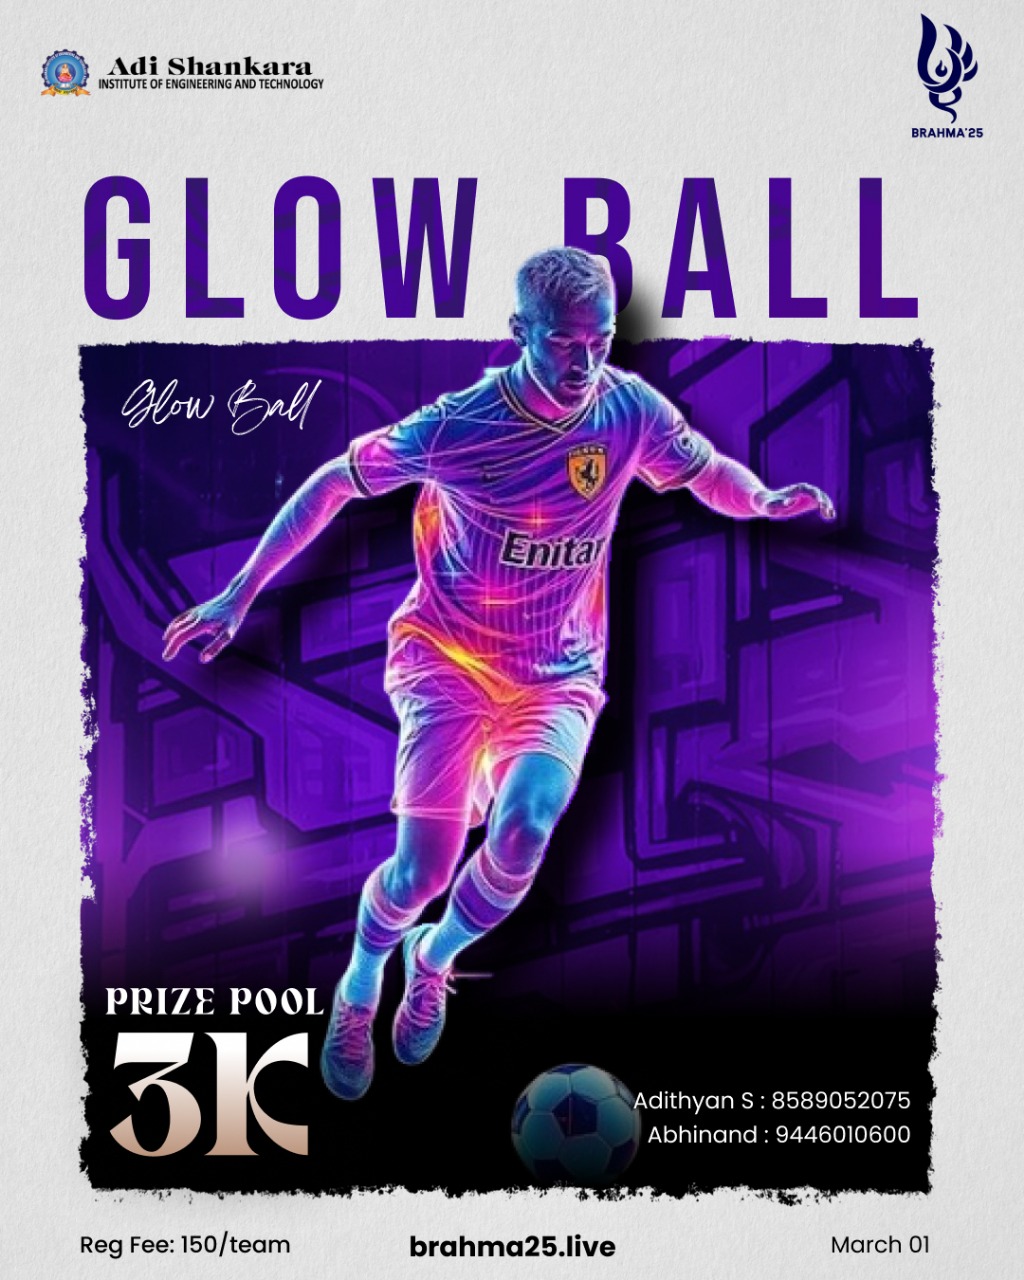 Adi Shankara
INSTITUTE OF ENGINEERING AND TECHNOLOGY
BRAHMA'25
GLOW BALL
Glow Ball
Enitar
PRIZE POOL
3K
Adithyan S : 8589052075
Abhinand : 9446010600
Reg Fee: 150/team
brahma25.live
March 01